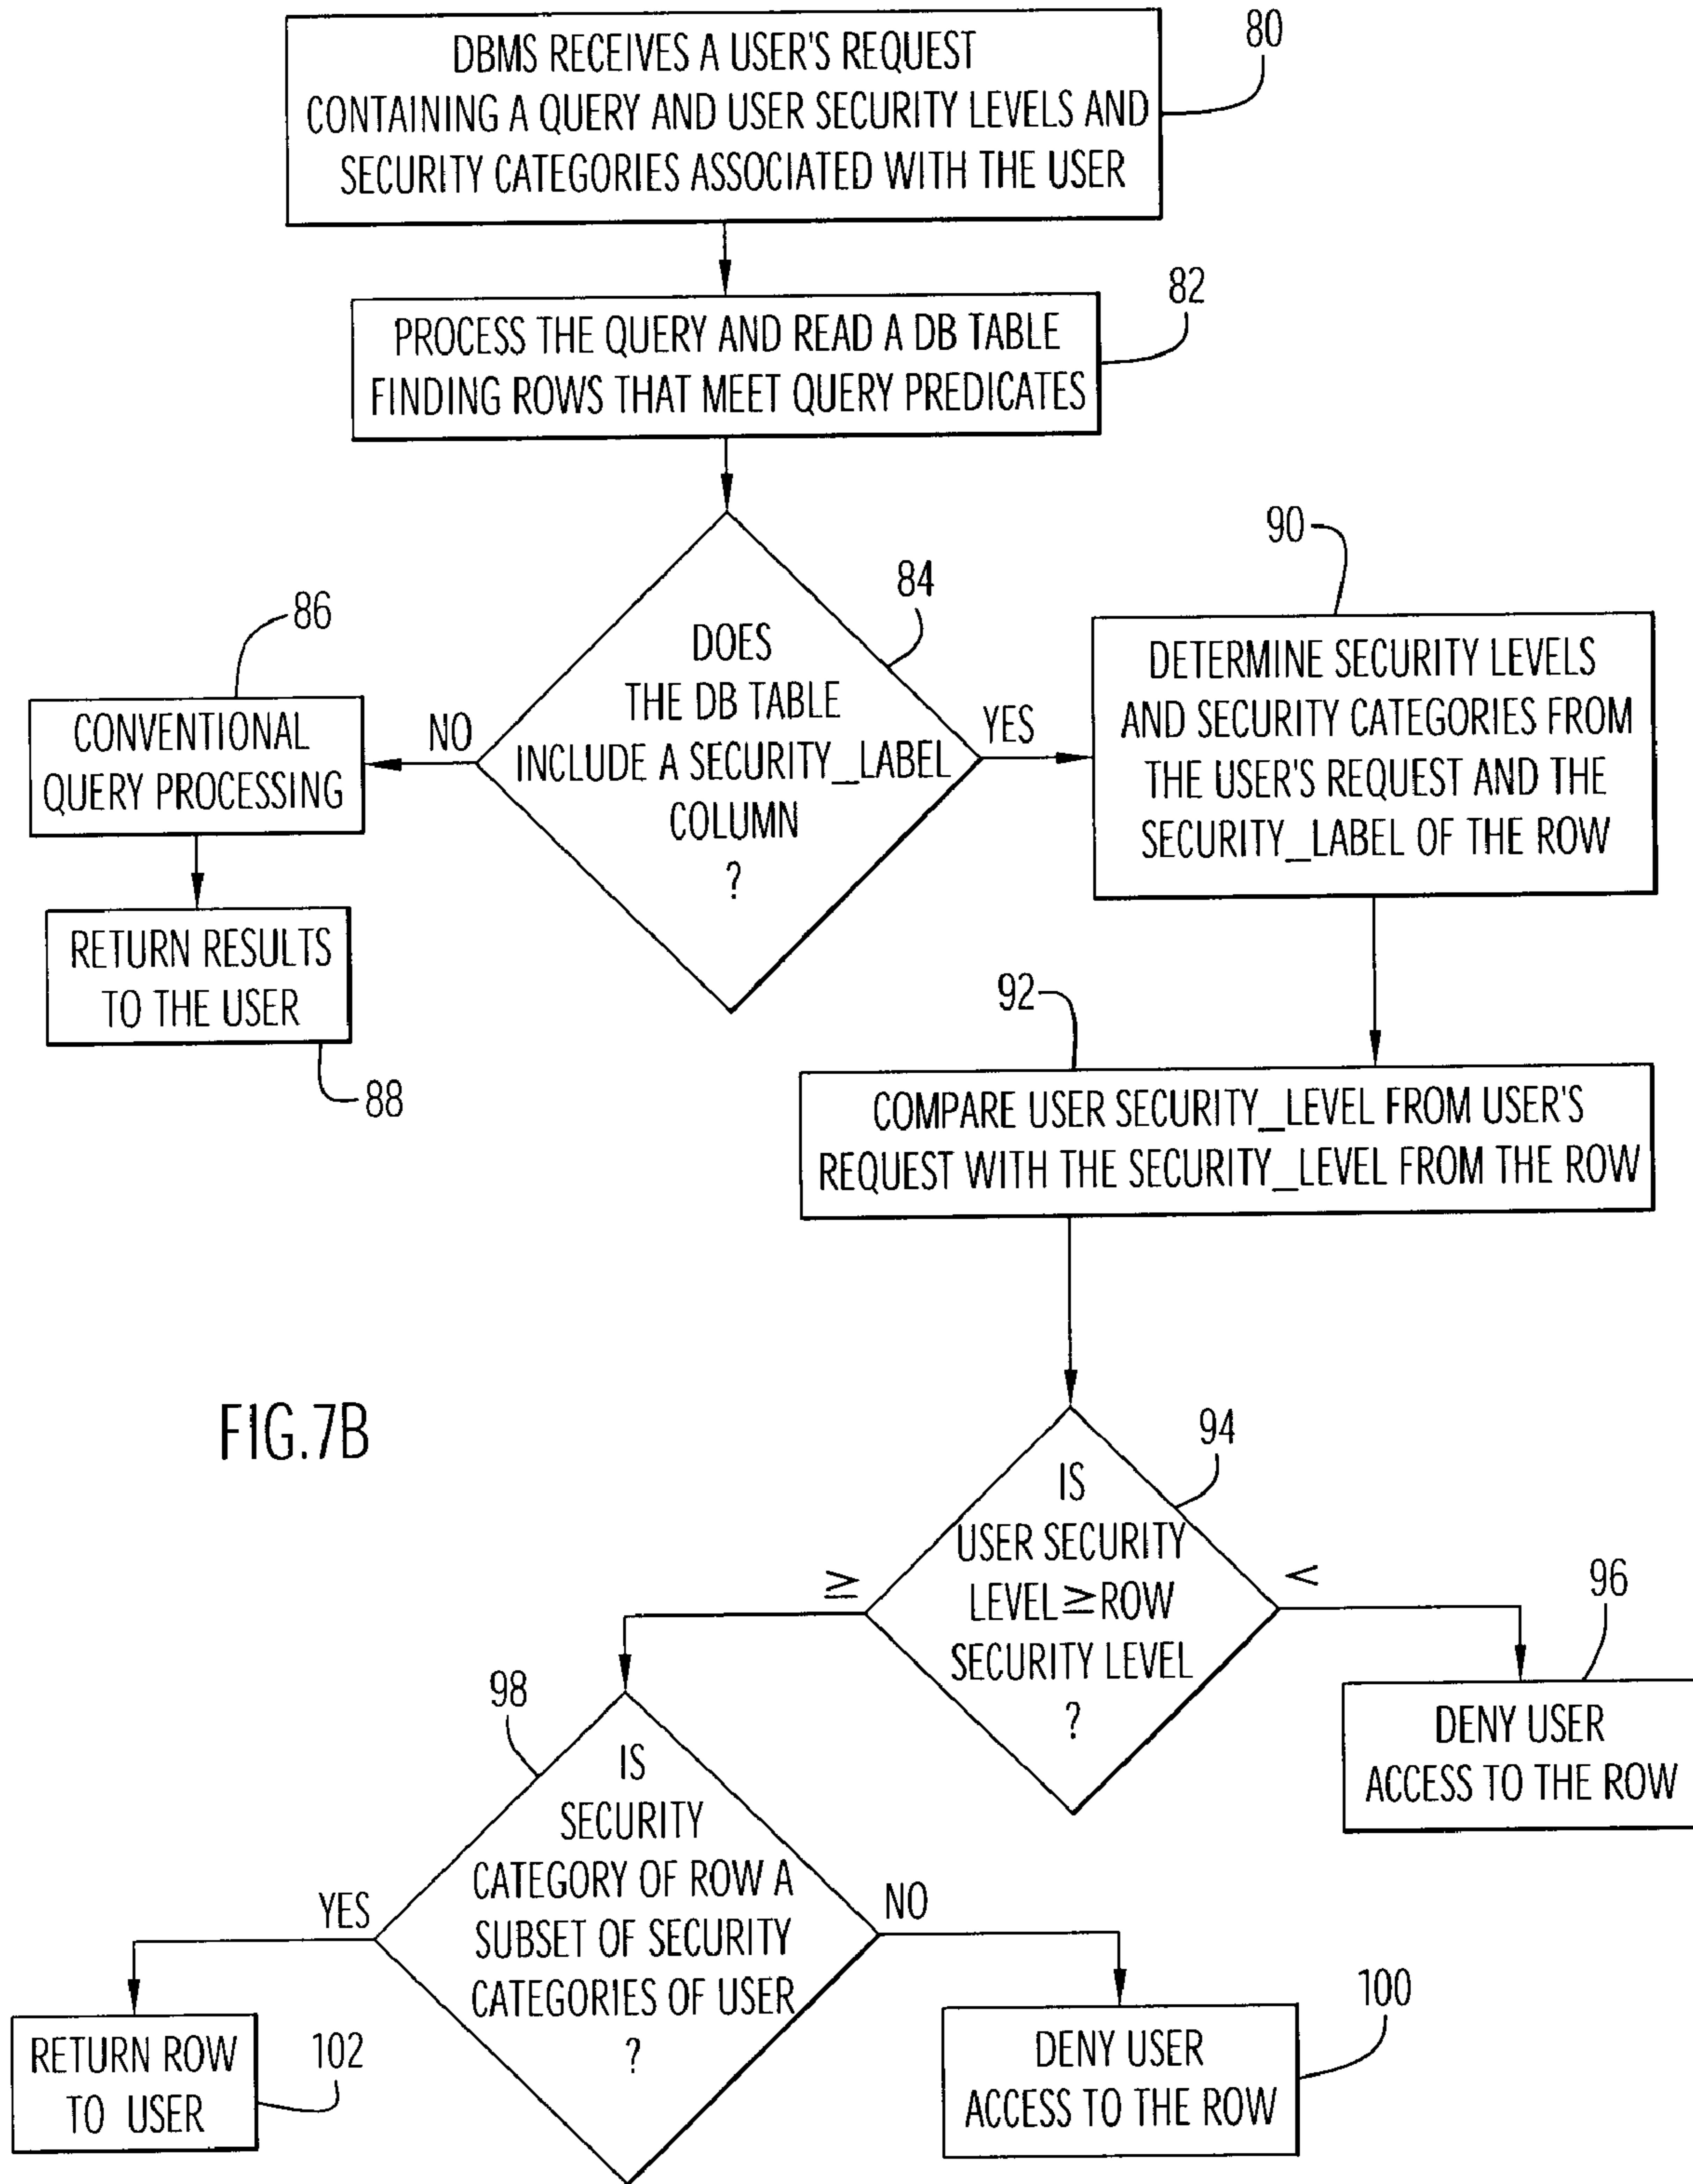 DBMS RECEIVES A USER'S REQUEST
CONTAINING A QUERY AND USER SECURITY LEVELS AND
SECURITY CATEGORIES ASSOCIATED WITH THE USER
80
PROCESS THE QUERY AND READ A DB TABLE
FINDING ROWS THAT MEET QUERY PREDICATES
82
DOES
THE DB TABLE
INCLUDE A SECURITY_LABEL
COLUMN
?
84
NO
YES
86
CONVENTIONAL
QUERY PROCESSING
RETURN RESULTS
TO THE USER
88
90
DETERMINE SECURITY LEVELS
AND SECURITY CATEGORIES FROM
THE USER'S REQUEST AND THE
SECURITY_LABEL OF THE ROW
92
COMPARE USER SECURITY_LEVEL FROM USER'S
REQUEST WITH THE SECURITY_LEVEL FROM THE ROW
FIG.7B
94
IS
USER SECURITY
LEVEL≥ROW
SECURITY LEVEL
?
≥
<
96
DENY USER
ACCESS TO THE ROW
98
IS
SECURITY
CATEGORY OF ROW A
SUBSET OF SECURITY
CATEGORIES OF USER
?
YES
NO
RETURN ROW
TO USER
102
DENY USER
ACCESS TO THE ROW
100